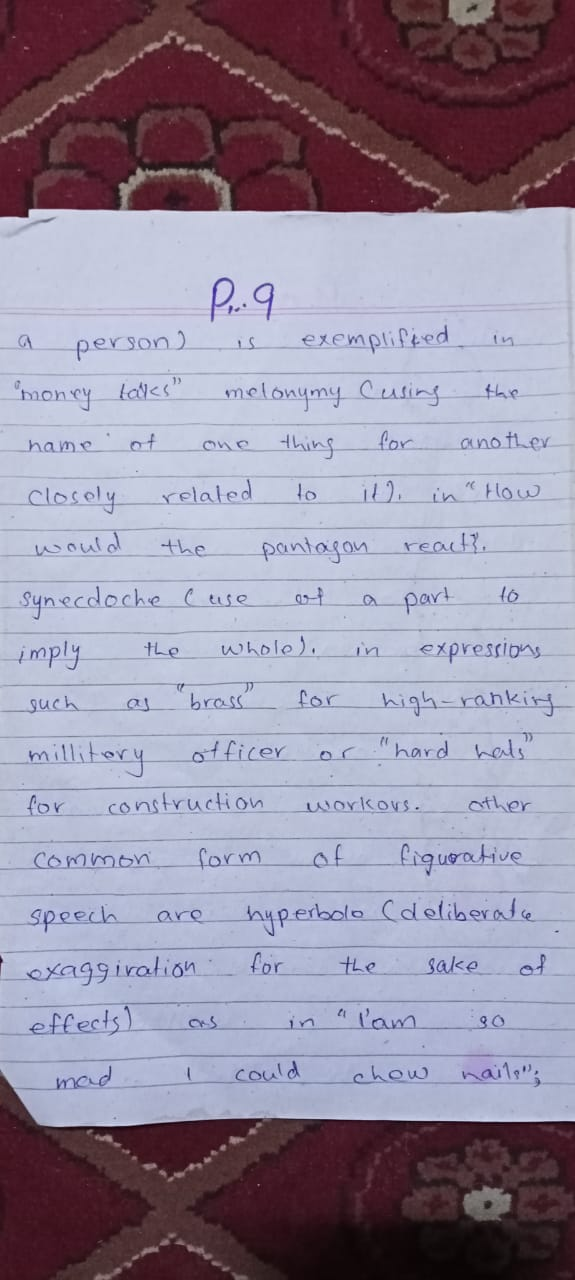 P... 9
a person) is exemplified in
"money talks" melonymy (using the
name of one thing for another
closely related to it). in "How
would the pantagon react?.
synecdoche (use of a part to
imply the whole). in expressions
such as "brass" for high-ranking
millitery officer or "hard hats"
for construction workors. other
common form of figurative
speech are hyperbole (deliberate
exaggiration for the sake of
effects) as in "I'am so
mad I could chew nails";